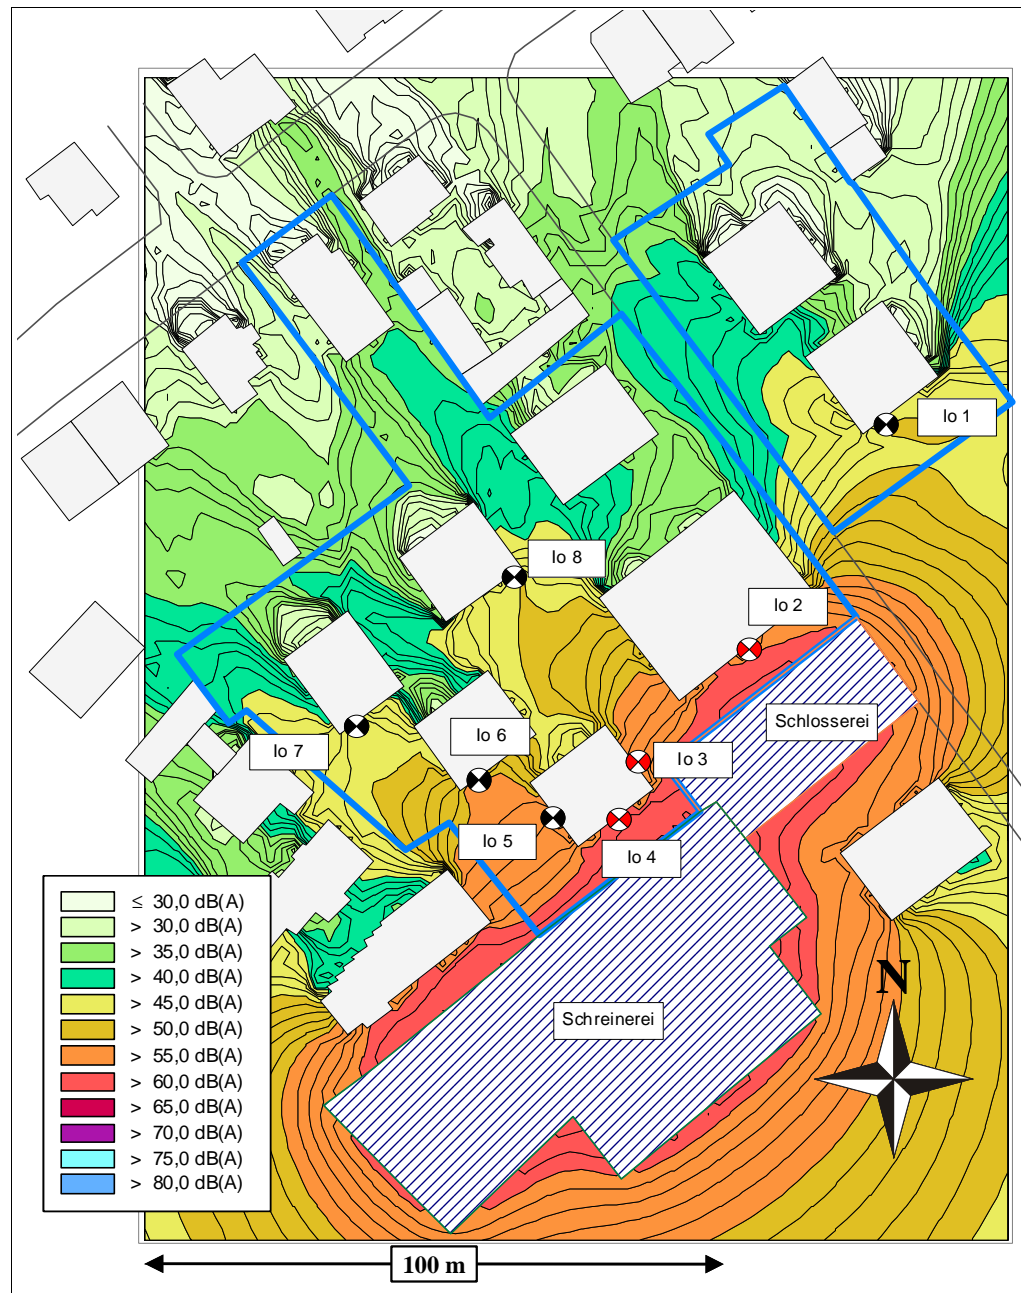 Io 1
Io 8
Io 2
Schlosserei
Io 6
Io 7
Io 3
Io 5
Io 4
≤ 30,0 dB(A)
> 30,0 dB(A)
> 35,0 dB(A)
> 40,0 dB(A)
> 45,0 dB(A)
> 50,0 dB(A)
> 55,0 dB(A)
> 60,0 dB(A)
> 65,0 dB(A)
> 70,0 dB(A)
> 75,0 dB(A)
> 80,0 dB(A)
N
Schreinerei
100 m